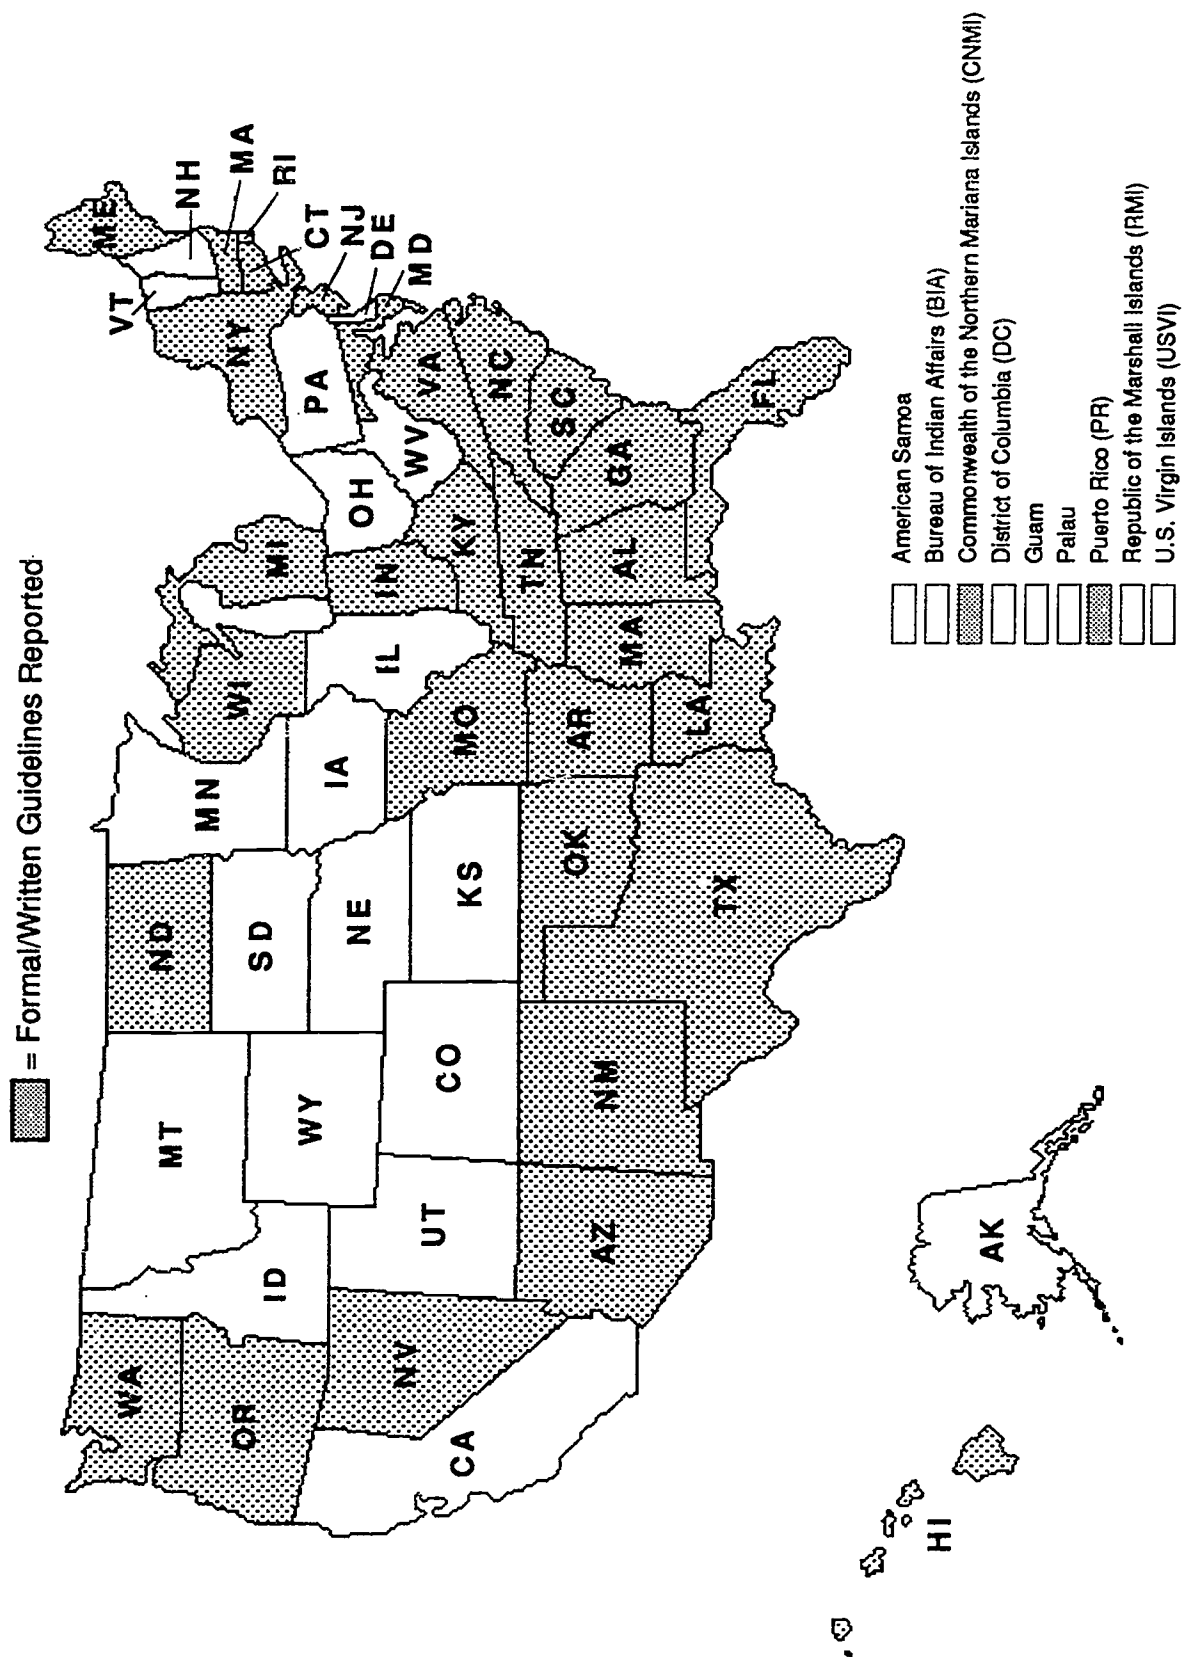 = Formal/Written Guidelines Reported
WA
OR
CA
NV
ID
MT
WY
UT
AZ
CO
NM
ND
SD
NE
KS
OK
TX
MN
IA
MO
AR
LA
WI
IL
MI
IN
OH
KY
TN
MA
AL
GA
FL
SC
NC
VA
WV
PA
NY
VT
ME
NH
MA
RI
CT
NJ
DE
MD
AK
HI
American Samoa
Bureau of Indian Affairs (BIA)
Commonwealth of the Northern Mariana Islands (CNMI)
District of Columbia (DC)
Guam
Palau
Puerto Rico (PR)
Republic of the Marshall Islands (RMI)
U.S. Virgin Islands (USVI)